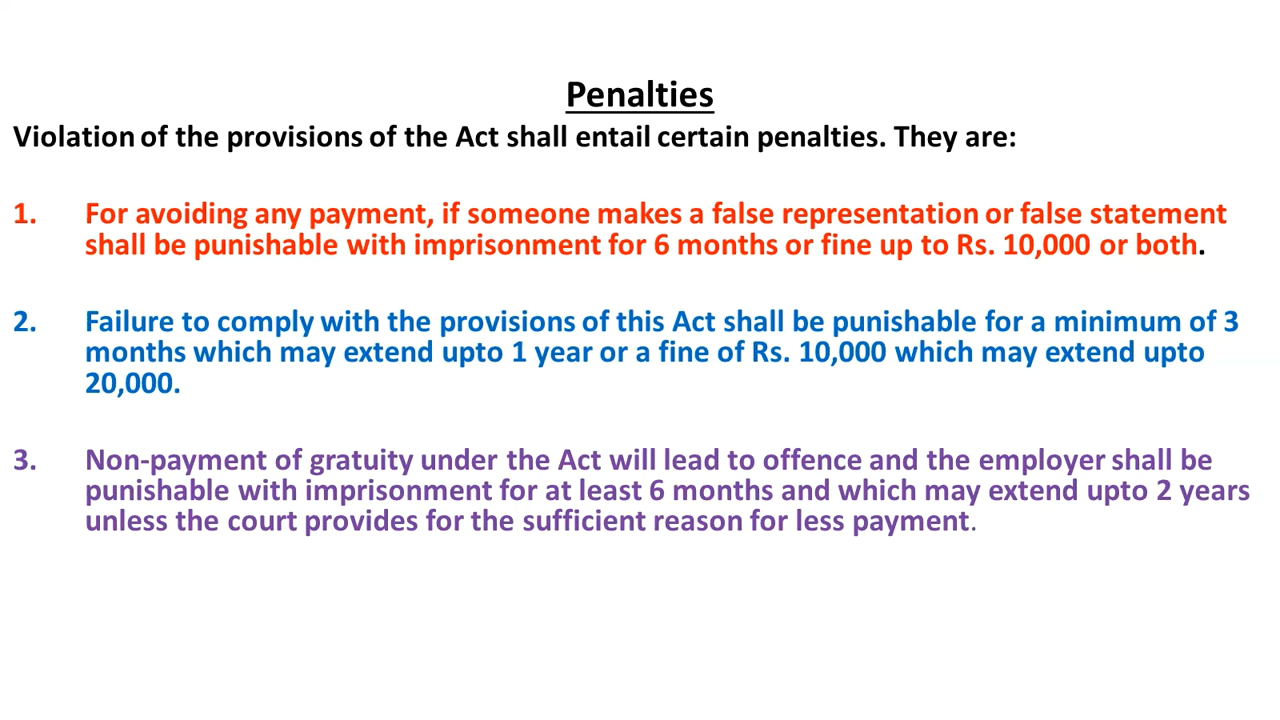 Penalties
Violation of the provisions of the Act shall entail certain penalties. They are:
1. For avoiding any payment, if someone makes a false representation or false statement
shall be punishable with imprisonment for 6 months or fine up to Rs. 10,000 or both.
2. Failure to comply with the provisions of this Act shall be punishable for a minimum of 3
months which may extend upto 1 year or a fine of Rs. 10,000 which may extend upto
20,000.
3. Non-payment of gratuity under the Act will lead to offence and the employer shall be
punishable with imprisonment for at least 6 months and which may extend upto 2 years
unless the court provides for the sufficient reason for less payment.